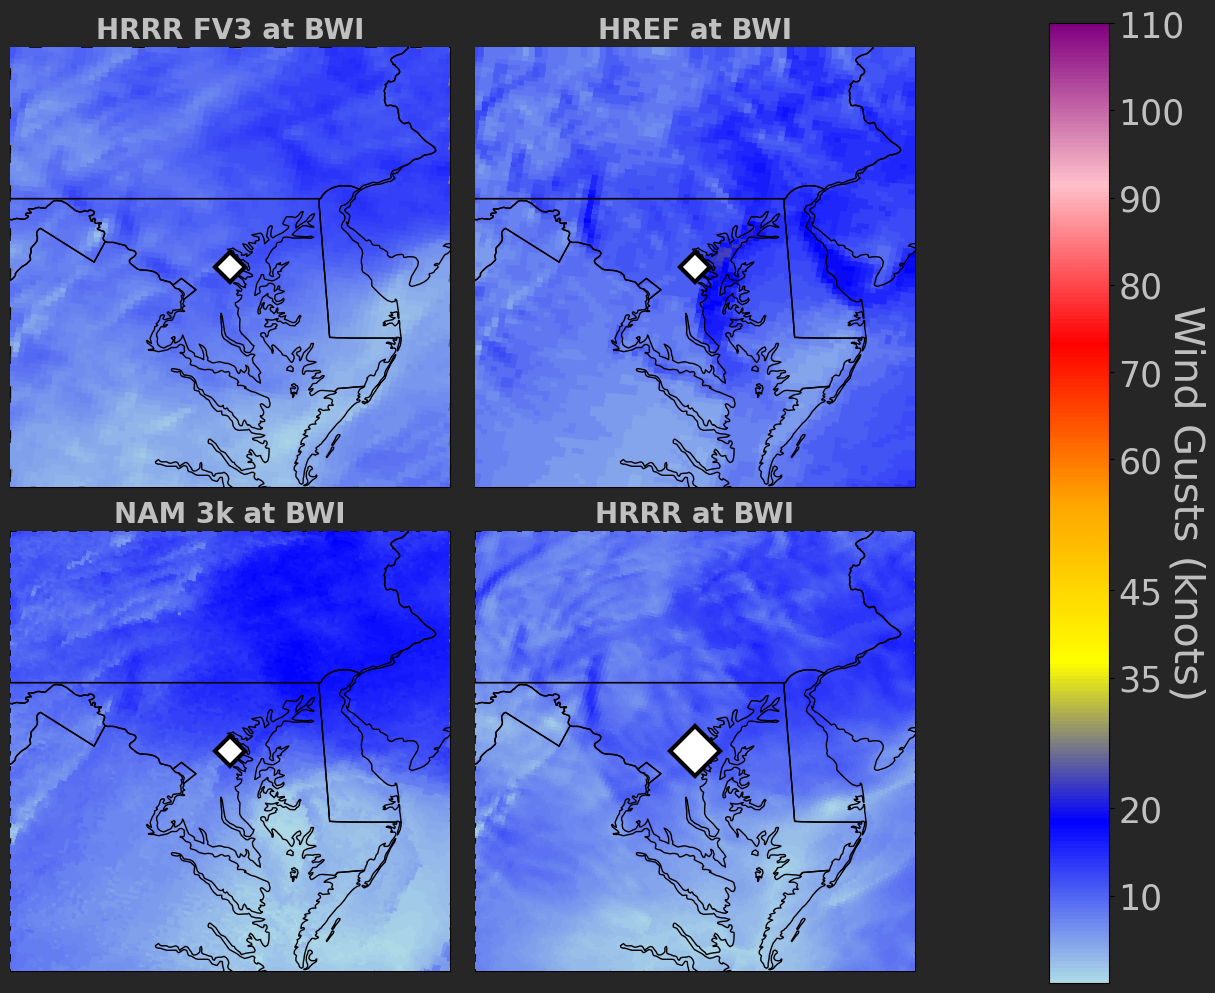 HRRR FV3 at BWI
HREF at BWI
NAM 3k at BWI
HRRR at BWI
110
100
90
80
70
60
45
35
20
10
Wind Gusts (knots)